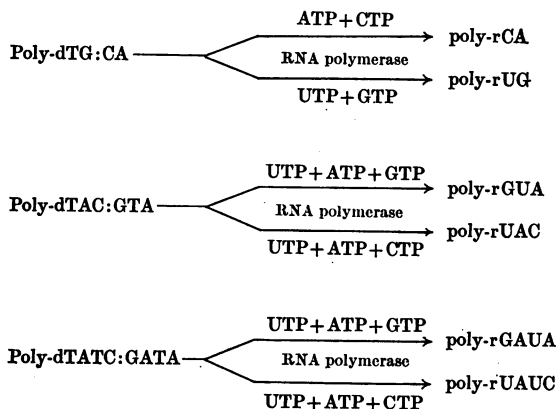 ATP+CTP
poly-rCA
Poly-dTG:CA
RNA polymerase
poly-rUG
UTP+GTP
UTP+ATP+GTP
poly-rGUA
Poly-dTAC:GTA
RNA polymerase
poly-rUAC
UTP+ATP+CTP
UTP+ATP+GTP
poly-rGAUA
Poly-dTATC:GATA
RNA polymerase
poly-rUAUC
UTP+ATP+CTP